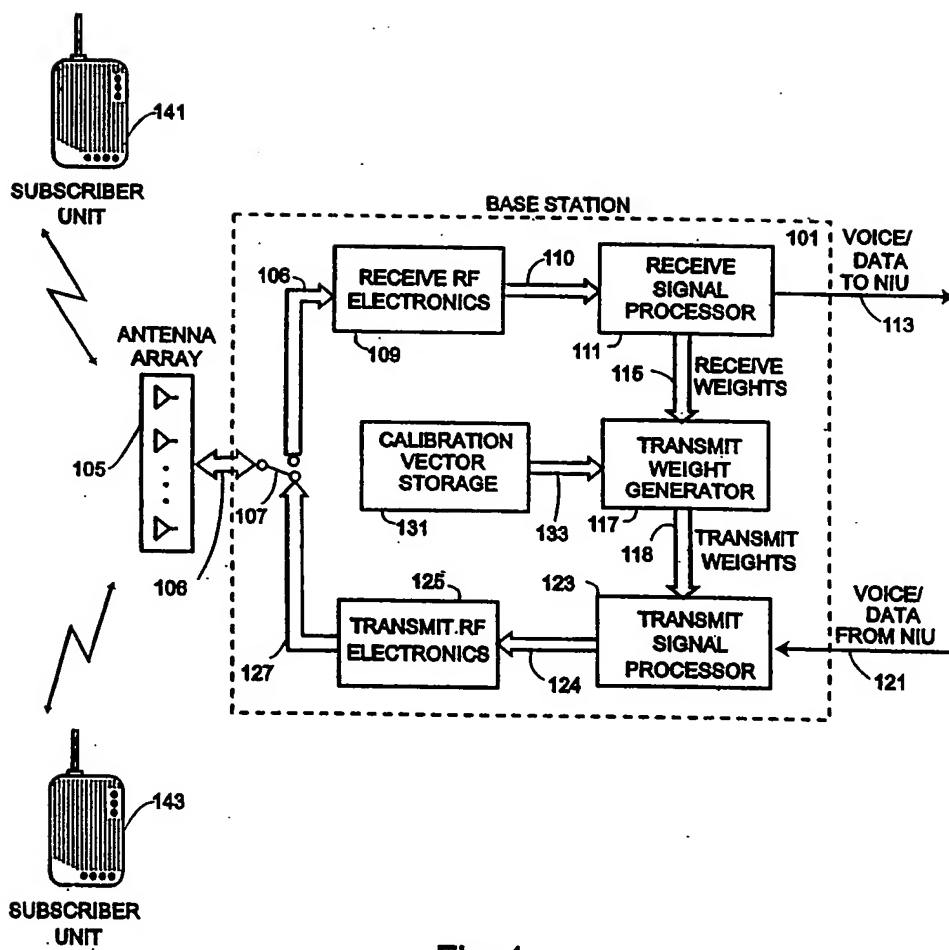 141
SUBSCRIBER
UNIT
BASE STATION
101
VOICE/
DATA
TO NIU
113
106
RECEIVE RF
ELECTRONICS
109
110
RECEIVE
SIGNAL
PROCESSOR
111
115
RECEIVE
WEIGHTS
ANTENNA
ARRAY
105
106
107
CALIBRATION
VECTOR
STORAGE
131
133
TRANSMIT
WEIGHT
GENERATOR
117
118
TRANSMIT
WEIGHTS
125
TRANSMIT RF
ELECTRONICS
127
124
123
TRANSMIT
SIGNAL
PROCESSOR
VOICE/
DATA
FROM NIU
121
143
SUBSCRIBER
UNIT